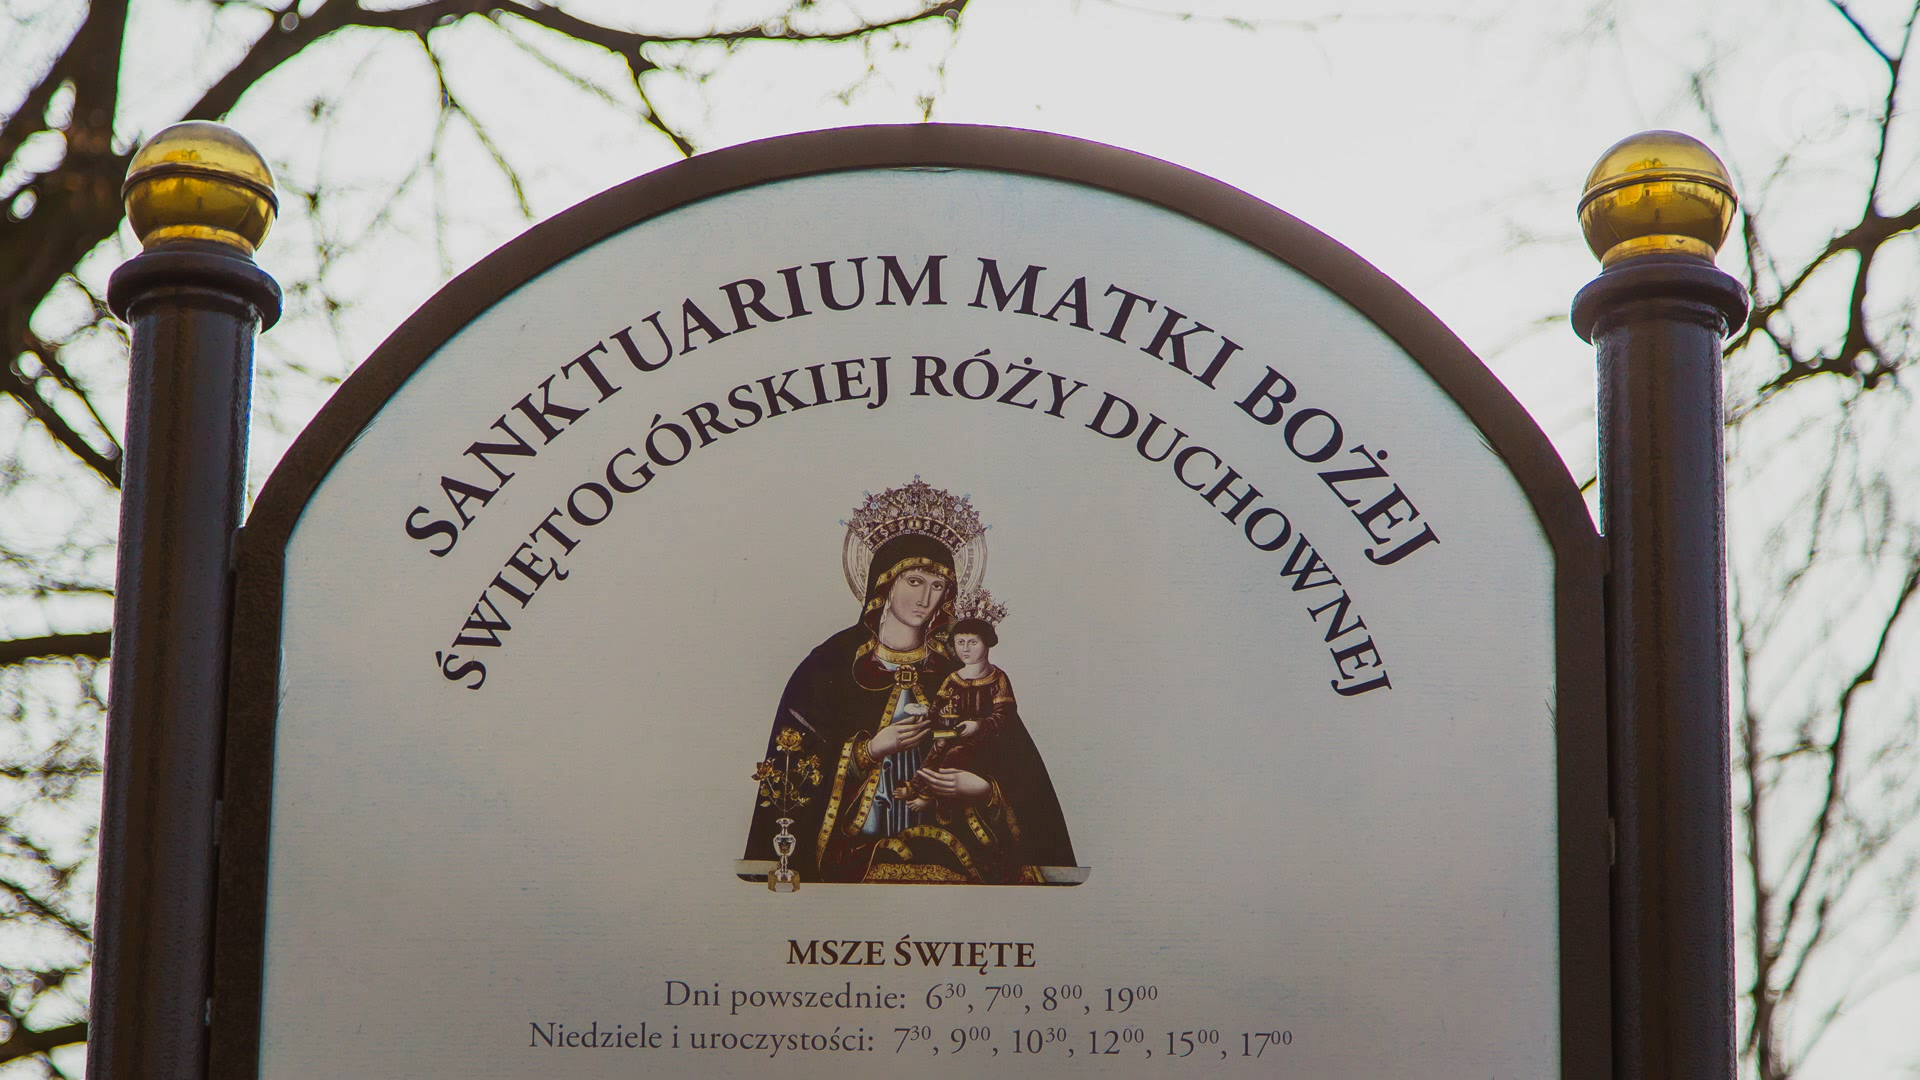 SANKTUARIUM MATKI BOŻEJ
ŚWIĘTOGÓRSKIEJ RÓŻY DUCHOWNEJ
MSZE ŚWIĘTE
Dni powszednie: 6³⁰, 7⁰⁰, 8⁰⁰, 19⁰⁰
Niedziele i uroczystości: 7³⁰, 9⁰⁰, 10³⁰, 12⁰⁰, 15⁰⁰, 17⁰⁰